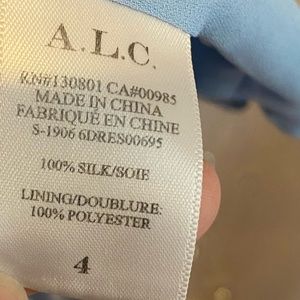 A.L.C.
RN#130801 CA#00985
MADE IN CHINA
FABRIQUÉ EN CHINE
S-1906 6DRES00695
100% SILK/SOIE
LINING/DOUBLURE:
100% POLYESTER
4